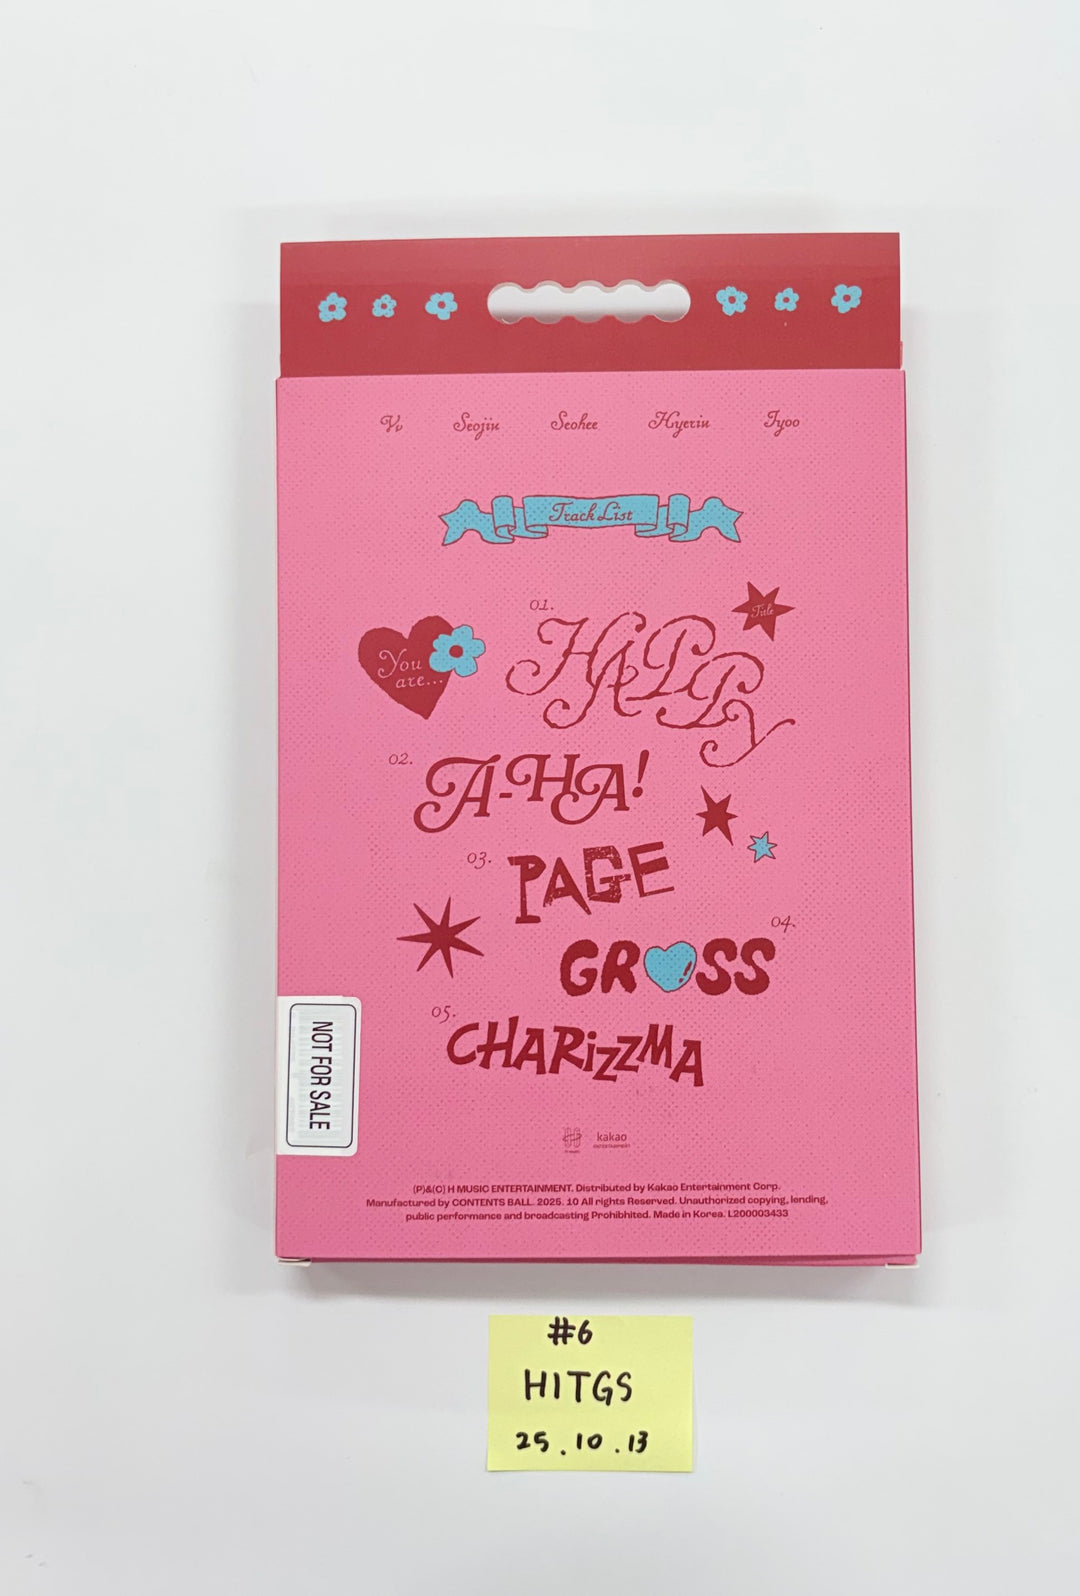 Vv Seojin Seohee Hyerin Iyoo
Track List
You
are...
01.
HAPPY
Title
02.
A-HA!
03.
PAGE
04.
GROSS
05.
CHARiZZMA
NOT FOR SALE
kakao
ENTERTAINMENT
(P)&(C) H MUSIC ENTERTAINMENT. Distributed by Kakao Entertainment Corp.
Manufactured by CONTENTS BALL. 2025. 10 All rights Reserved. Unauthorized copying, lending,
public performance and broadcasting Prohibhited. Made in Korea. L200003433
#6
HITGS
25.10.13